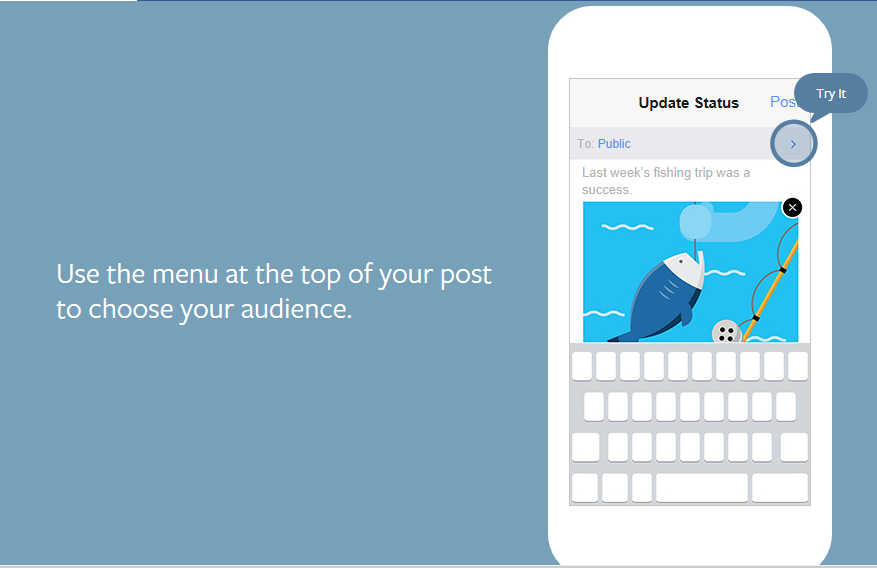 Try It
Update Status
Pos
To: Public
Last week's fishing trip was a
success.
Use the menu at the top of your post
to choose your audience.